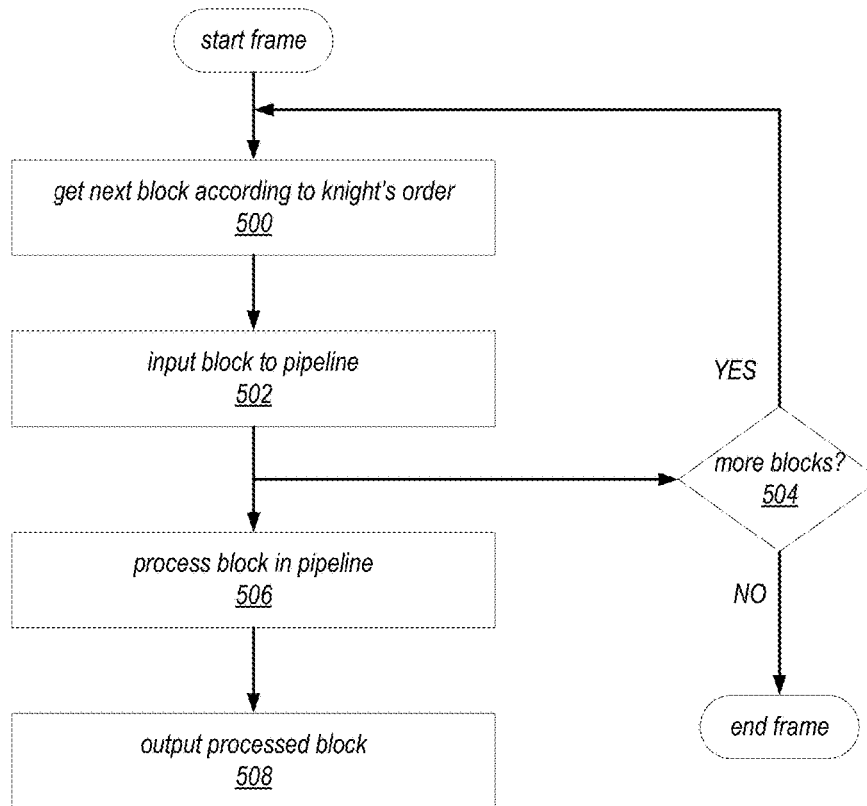 start frame
get next block according to knight's order
500
input block to pipeline
502
YES
more blocks?
504
process block in pipeline
506
NO
output processed block
508
end frame